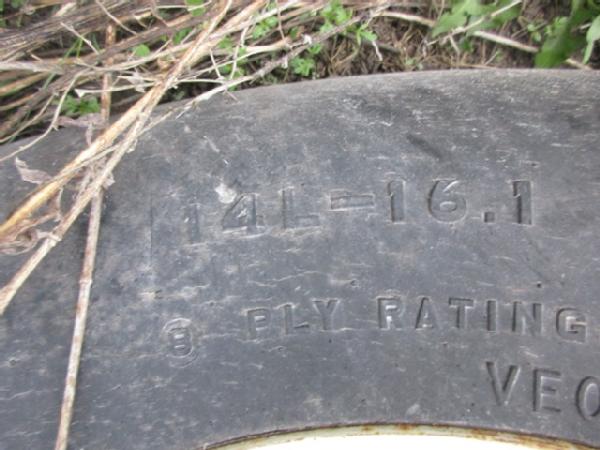 14L-16.1
8 PLY RATING
VEO